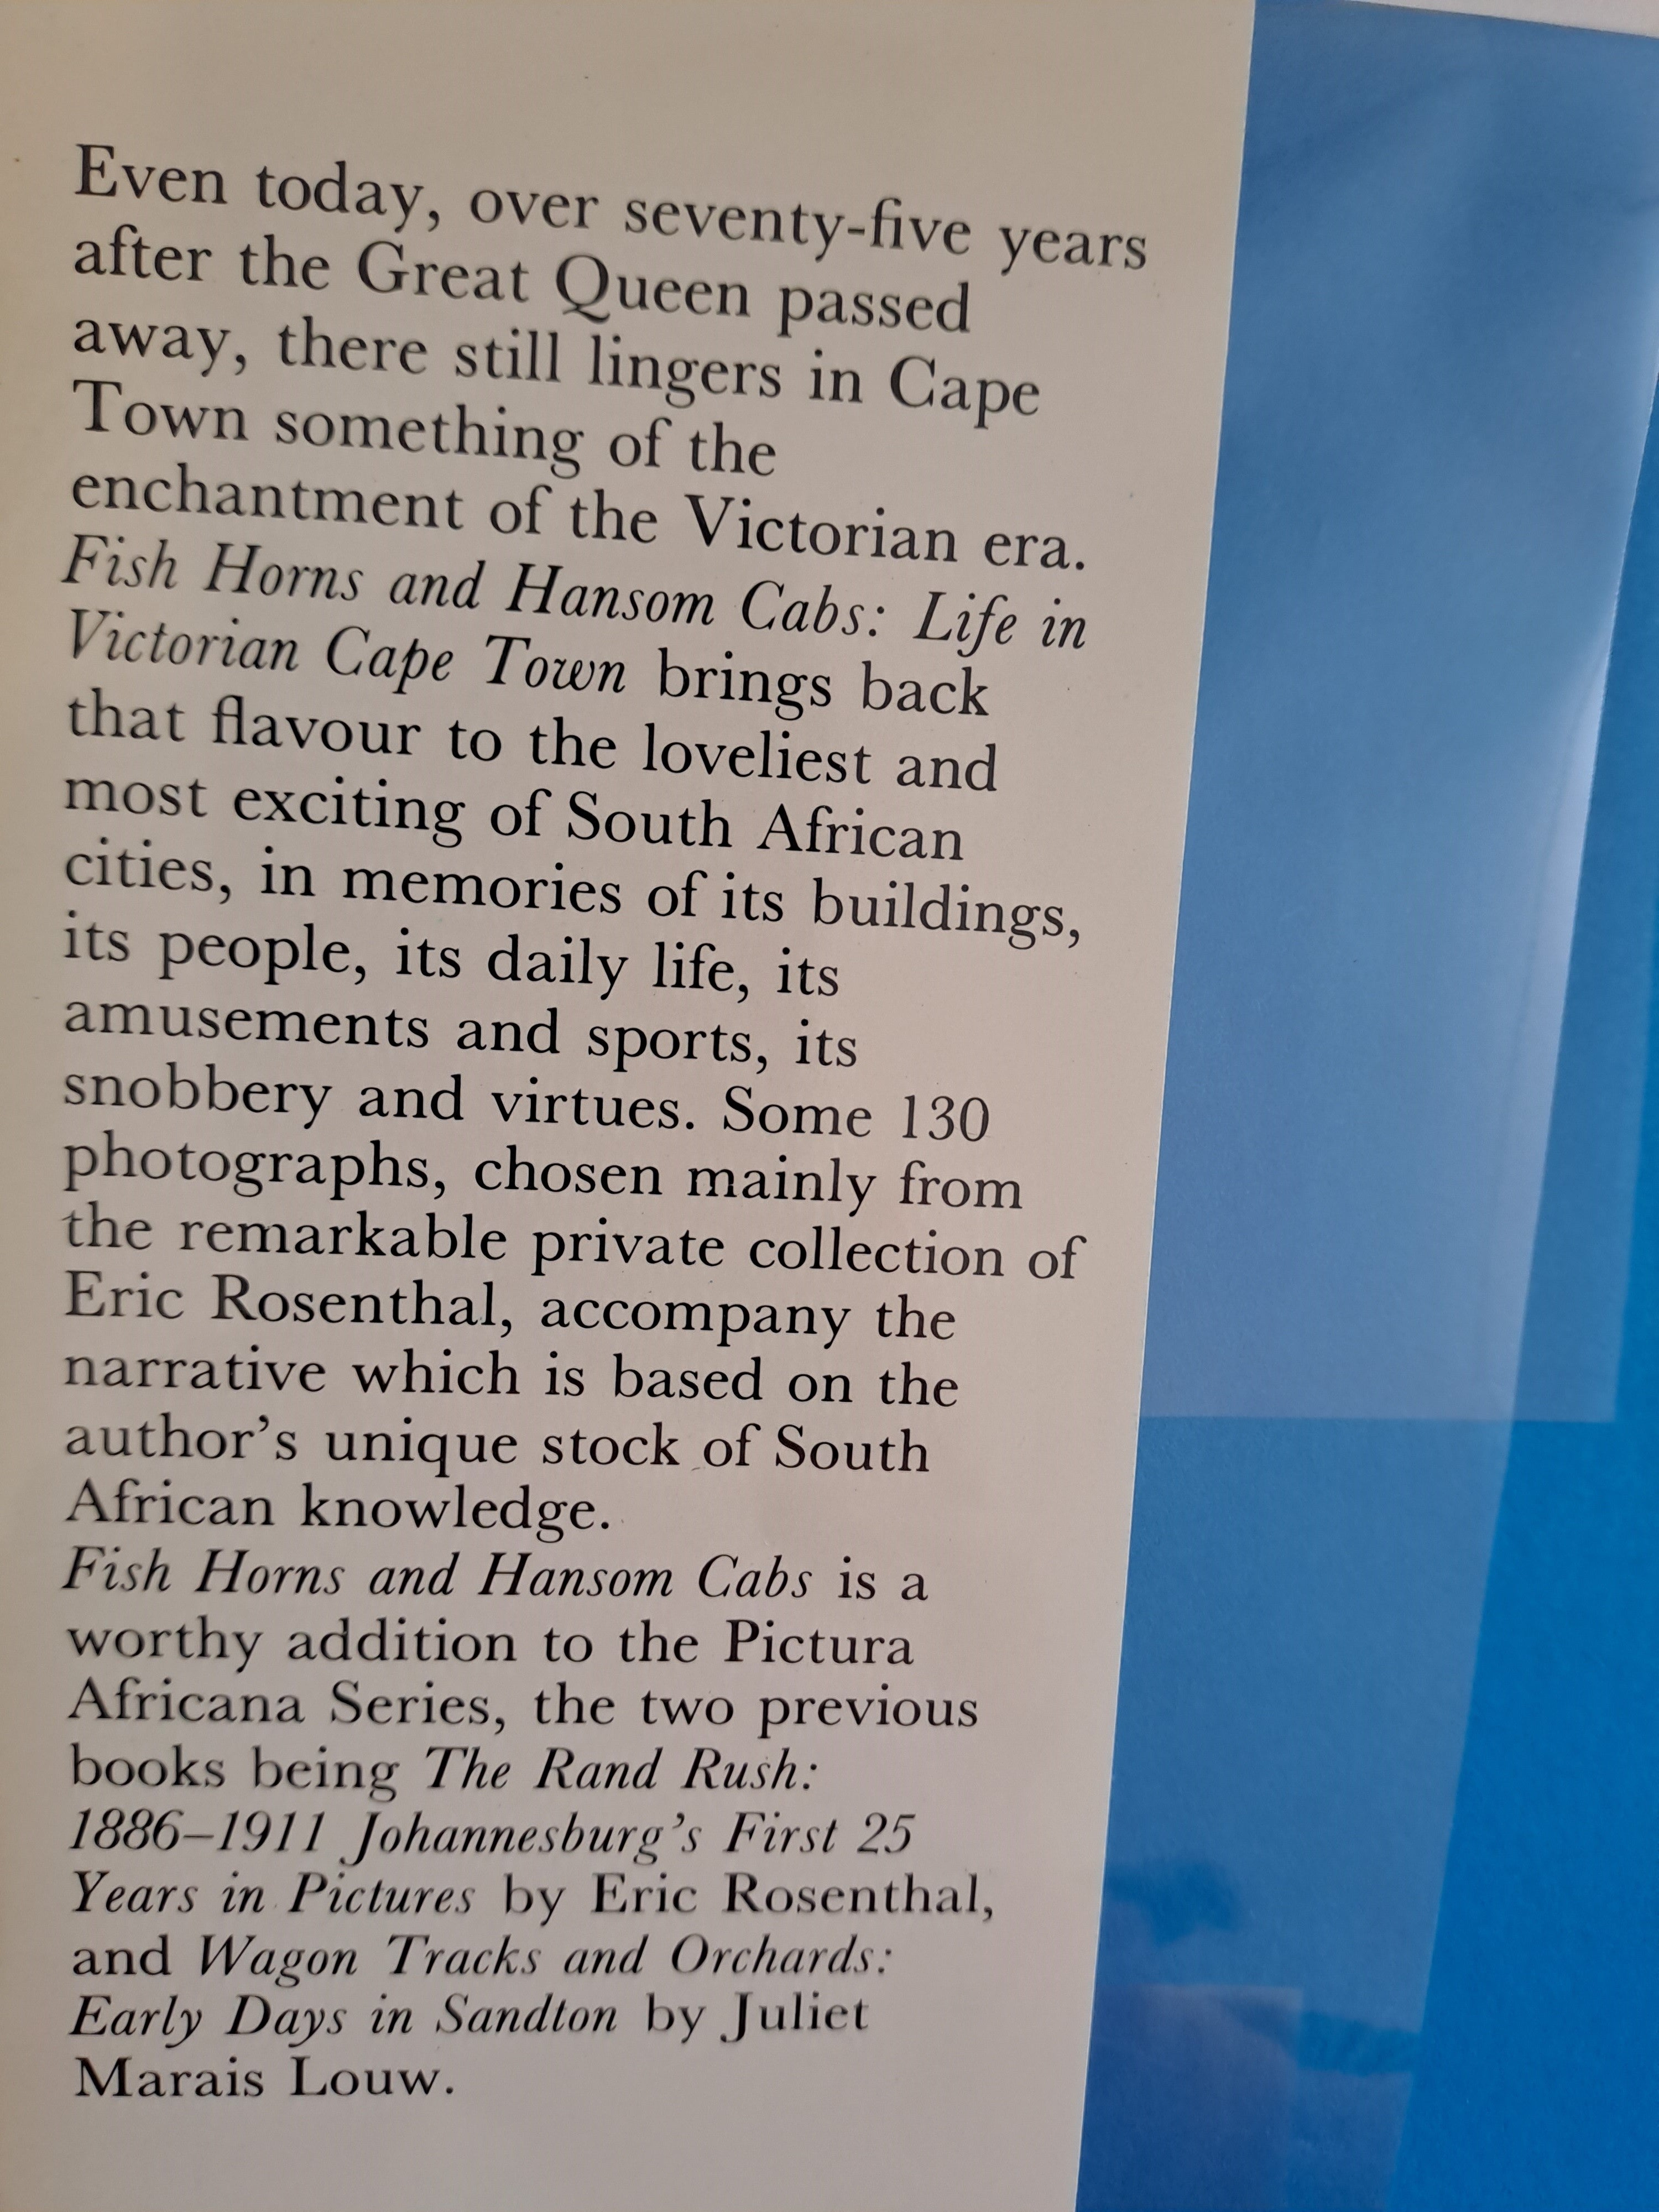 Even today, over seventy-five years
after the Great Queen passed
away, there still lingers in Cape
Town something of the
enchantment of the Victorian era.
Fish Horns and Hansom Cabs: Life in
Victorian Cape Town brings back
that flavour to the loveliest and
most exciting of South African
cities, in memories of its buildings,
its people, its daily life, its
amusements and sports, its
snobbery and virtues. Some 130
photographs, chosen mainly from
the remarkable private collection of
Eric Rosenthal, accompany the
narrative which is based on the
author's unique stock of South
African knowledge.
Fish Horns and Hansom Cabs is a
worthy addition to the Pictura
Africana Series, the two previous
books being The Rand Rush:
1886–1911 Johannesburg's First 25
Years in Pictures by Eric Rosenthal,
and Wagon Tracks and Orchards:
Early Days in Sandton by Juliet
Marais Louw.